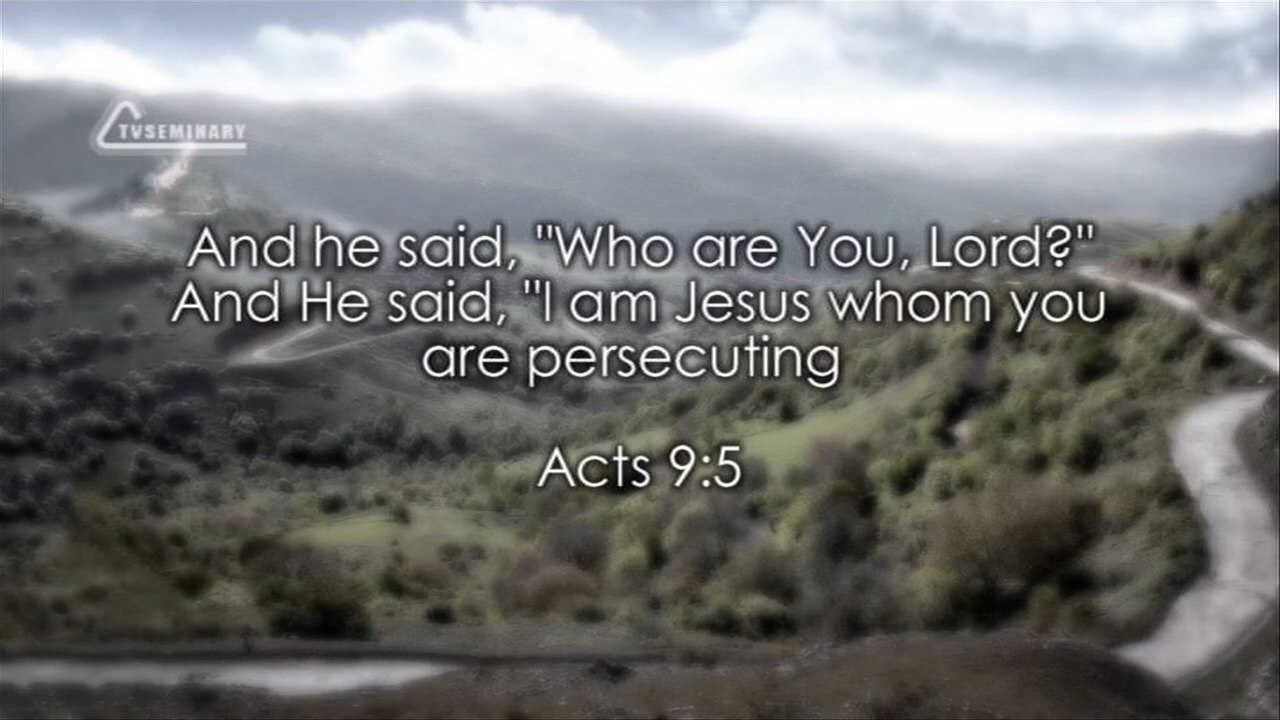 TVSEMINARY
And he said, "Who are You, Lord?"
And He said, "I am Jesus whom you
are persecuting
Acts 9:5